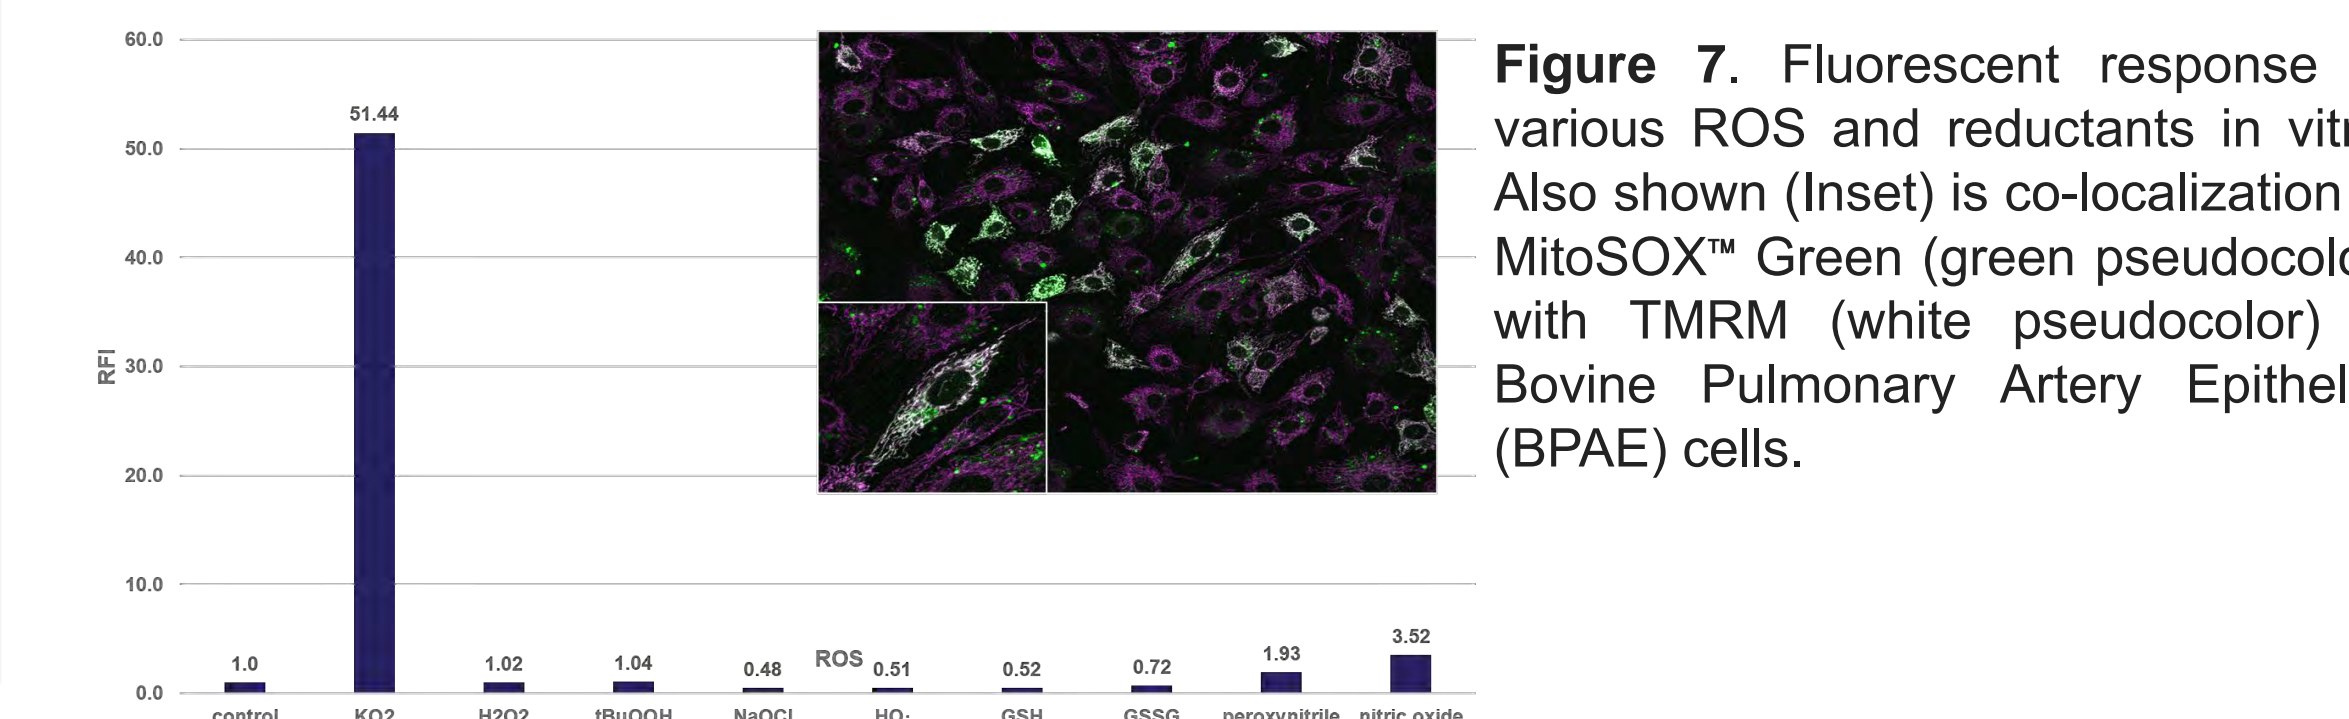 60.0
50.0
40.0
30.0
20.0
10.0
0.0
RFI
1.0
51.44
1.02
1.04
0.48
0.51
0.52
0.72
1.93
3.52
ROS
control
KO2
H2O2
tBuOOH
NaOCl
HO·
GSH
GSSG
peroxynitrile
nitric oxide
Figure 7. Fluorescent response
various ROS and reductants in
Also shown (Inset) is co-localization
MitoSOX™ Green (green
with TMRM (white pseudocolor)
Bovine Pulmonary Artery
(BPAE) cells.